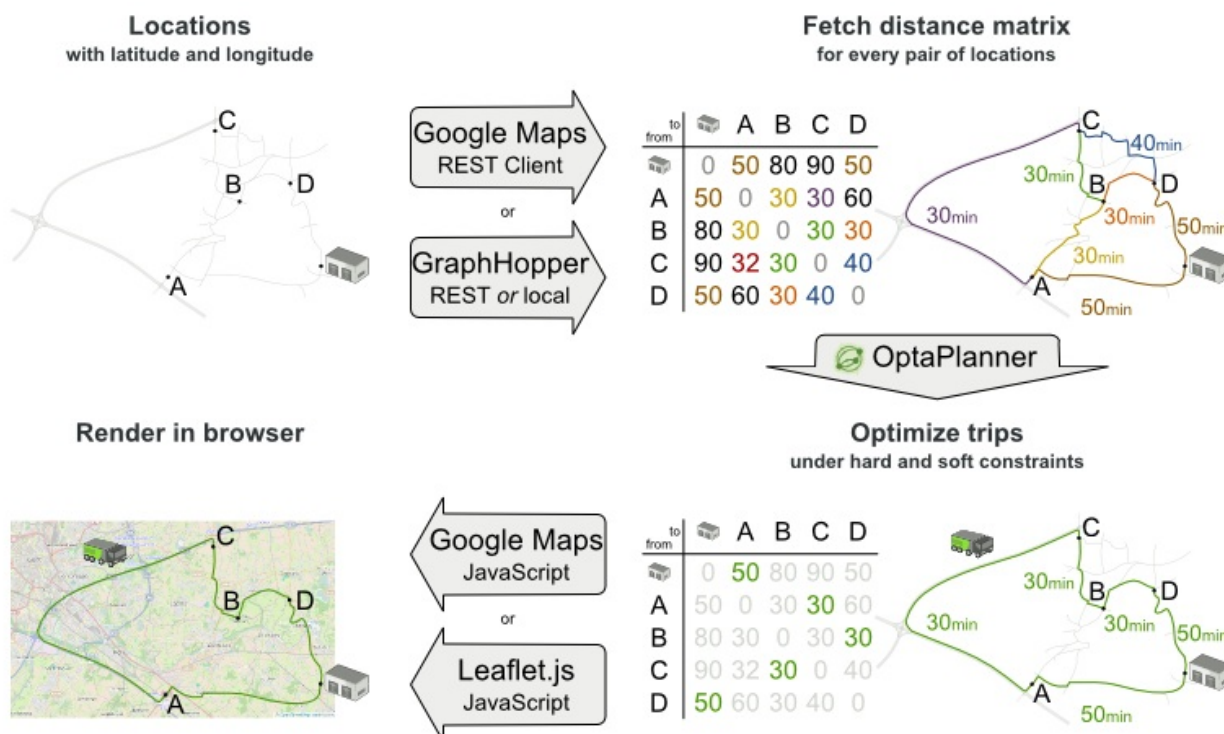 Locations
with latitude and longitude
C
B
D
A
Google Maps
REST Client
or
GraphHopper
REST or local
Fetch distance matrix
for every pair of locations
to
from
A B C D
0 50 80 90 50
A 50 0 30 30 60
B 80 30 0 30 30
C 90 32 30 0 40
D 50 60 30 40 0
C
40min
30min
B
D
30min
30min
50min
30min
A
50min
OptaPlanner
Optimize trips
under hard and soft constraints
to
from
A B C D
0 50 80 90 50
A 50 0 30 30 60
B 80 30 0 30 30
C 90 32 30 0 40
D 50 60 30 40 0
C
30min
B
D
30min
30min
50min
A
50min
Google Maps
JavaScript
or
Leaflet.js
JavaScript
Render in browser
C
B
D
A